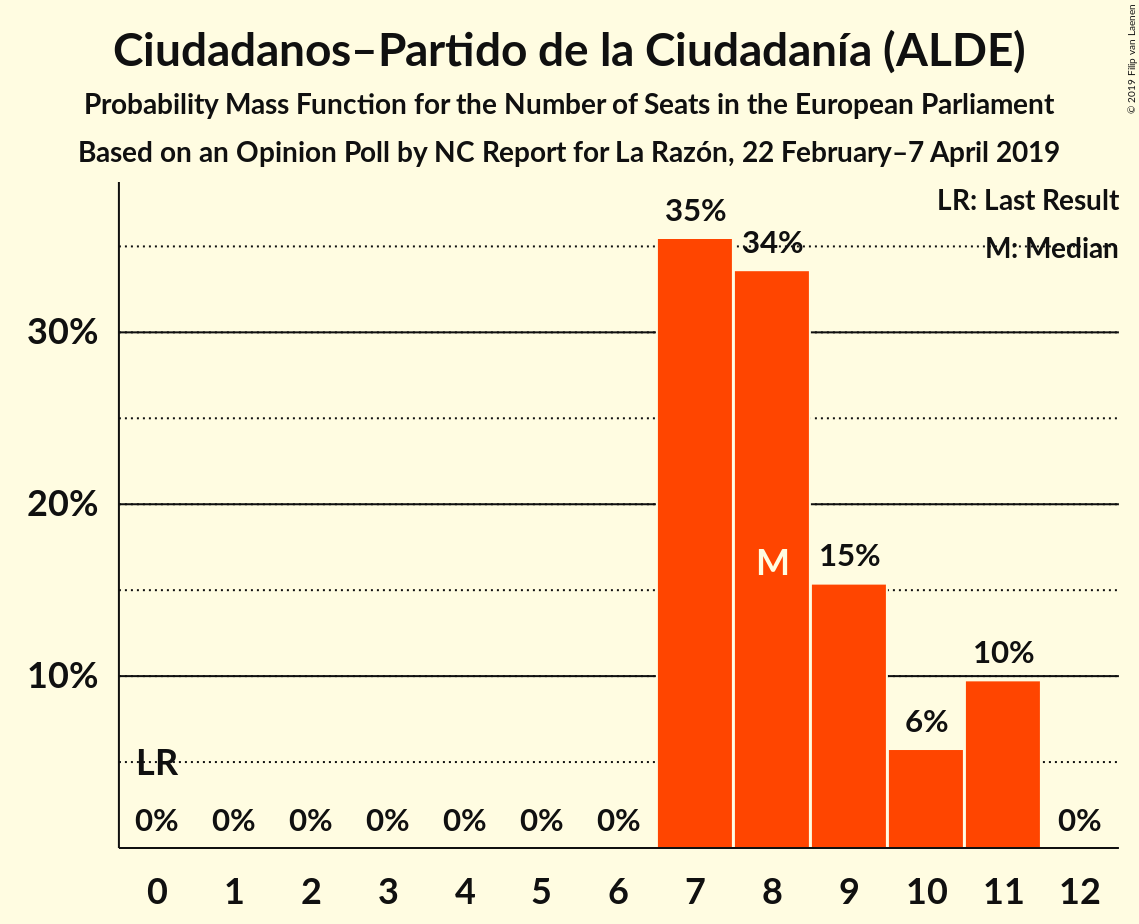 Ciudadanos–Partido de la Ciudadanía (ALDE)
Probability Mass Function for the Number of Seats in the European Parliament
Based on an Opinion Poll by NC Report for La Razón, 22 February–7 April 2019
© 2019 Filip van Laenen
LR: Last Result
M: Median
35%
34%
30%
20%
M
15%
10%
10%
6%
LR
0%
0%
0%
0%
0%
0%
0%
0%
0 1 2 3 4 5 6 7 8 9 10 11 12